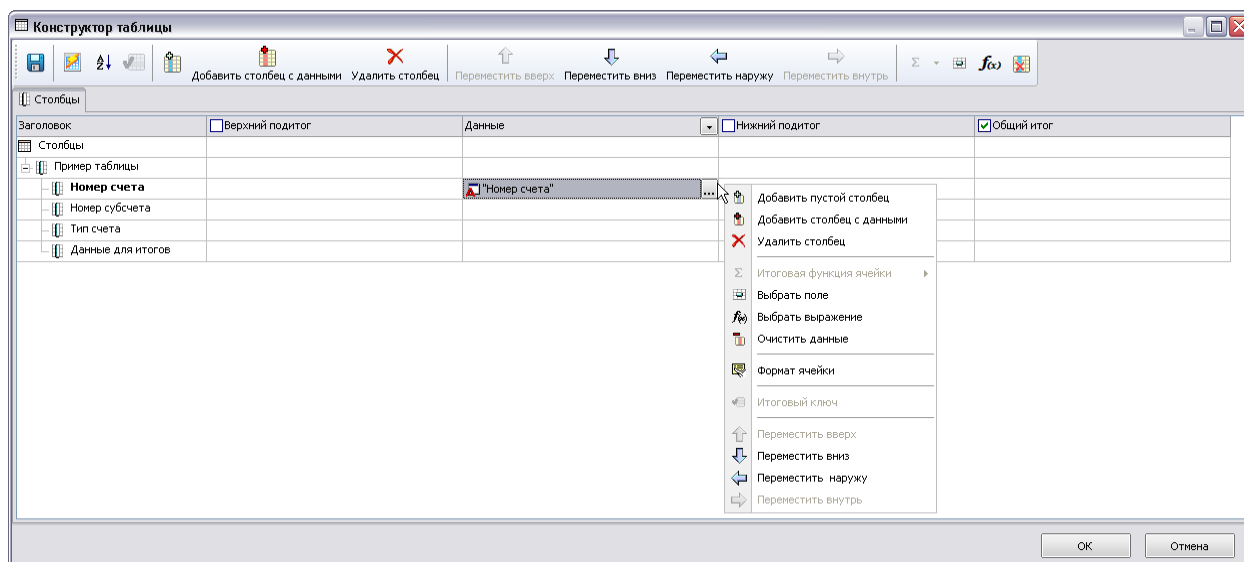 Конструктор таблицы
Добавить столбец с данными Удалить столбец Переместить вверх Переместить вниз Переместить наружу Переместить внутрь Σ f(x)
Столбцы
Заголовок Верхний подитог Данные Нижний подитог Общий итог
Столбцы
Пример таблицы
Номер счета "Номер счета" ...
Номер субсчета
Тип счета
Данные для итогов
Добавить пустой столбец
Добавить столбец с данными
Удалить столбец
Σ Итоговая функция ячейки
Выбрать поле
f(x) Выбрать выражение
Очистить данные
Формат ячейки
Итоговый ключ
Переместить вверх
Переместить вниз
Переместить наружу
Переместить внутрь
OK Отмена